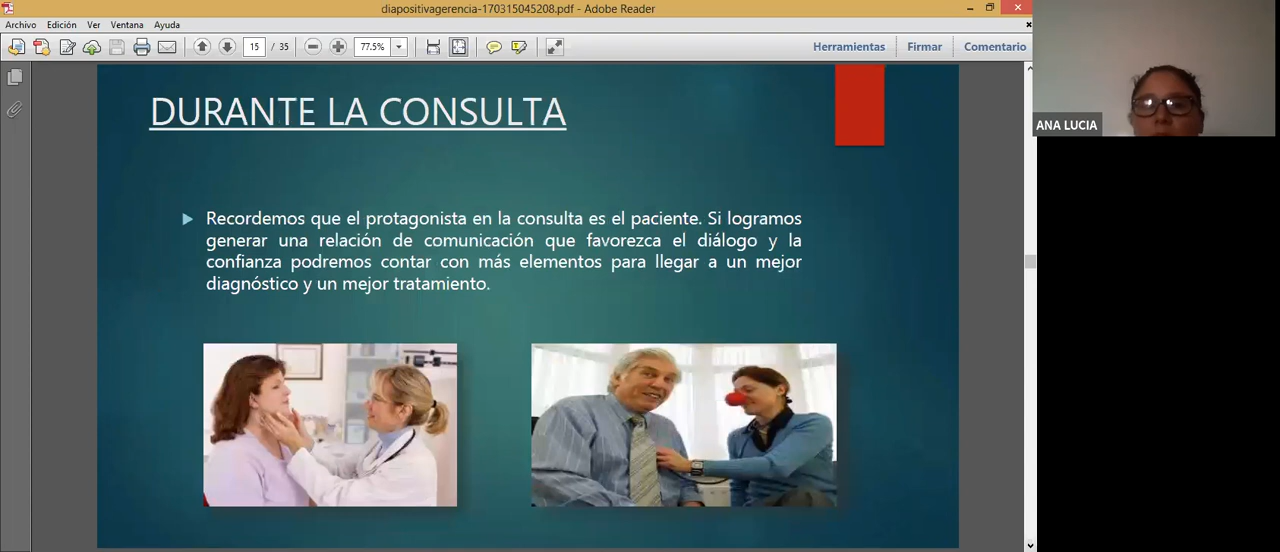 diapositivagerencia-170315045208.pdf - Adobe Reader
Archivo Edición Ver Ventana Ayuda
15 / 35 77.5% Herramientas Firmar Comentario
ANA LUCIA
DURANTE LA CONSULTA
Recordemos que el protagonista en la consulta es el paciente. Si logramos
generar una relación de comunicación que favorezca el diálogo y la
confianza podremos contar con más elementos para llegar a un mejor
diagnóstico y un mejor tratamiento.